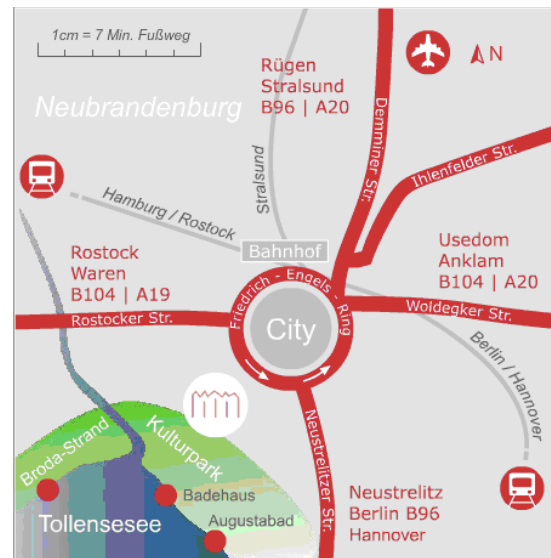 1cm = 7 Min. Fußweg
Neubrandenburg
Rügen
Stralsund
B96 | A20
N
Demminer Str.
Ihlenfelder Str.
Stralsund
Hamburg / Rostock
Bahnhof
Rostock
Waren
B104 | A19
Usedom
Anklam
B104 | A20
Friedrich - Engels - Ring
Rostocker Str.
City
Woldegker Str.
Berlin / Hannover
Neustrelitzer Str.
Broda-Strand
Kulturpark
Badehaus
Tollensesee
Augustabad
Neustrelitz
Berlin B96
Hannover